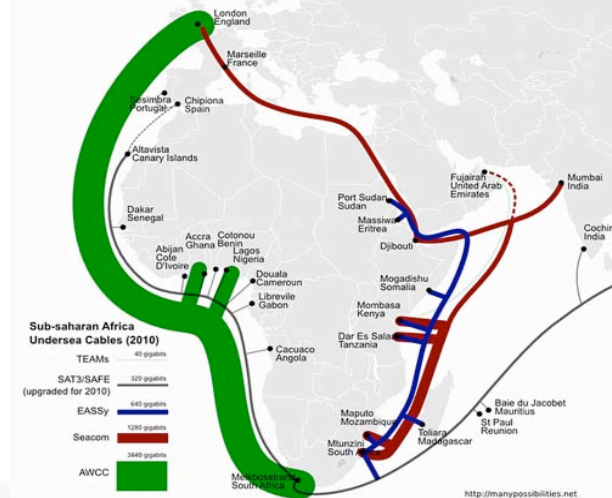 London
England
Marseille
France
Sesimbra
Portugal
Chipiona
Spain
Altavista
Canary Islands
Dakar
Senegal
Abijan
Cote
D'Ivoire
Accra
Ghana
Cotonou
Benin
Lagos
Nigeria
Douala
Cameroun
Librevile
Gabon
Cacuaco
Angola
Port Sudan
Sudan
Massiwa
Eritrea
Djibouti
Fujairah
United Arab
Emirates
Mumbai
India
Cochin
India
Mogadishu
Somalia
Mombasa
Kenya
Dar Es Sala
Tanzania
Maputo
Mozambique
Mtunzini
South
Toliara
Madagascar
Baie du Jacobet
Mauritius
St Paul
Reunion
South Africa
Sub-saharan Africa
Undersea Cables (2010)
TEAMs
40 gigabits
SAT3/SAFE
(upgraded for 2010)
320 gigabits
EASSy
640 gigabits
Seacom
1280 gigabits
AWCC
3840 gigabits
http://manypossibilities.net